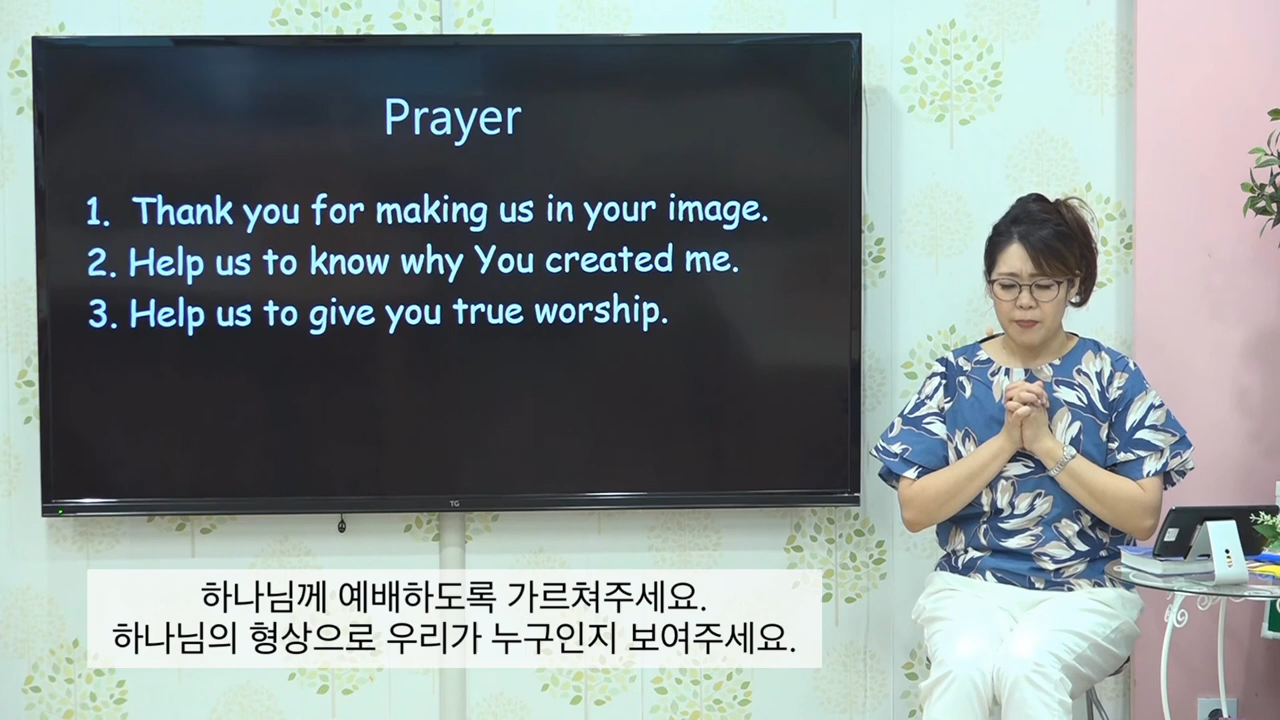 Prayer
1. Thank you for making us in your image.
2. Help us to know why You created me.
3. Help us to give you true worship.
TG
하나님께 예배하도록 가르쳐주세요.
하나님의 형상으로 우리가 누구인지 보여주세요.